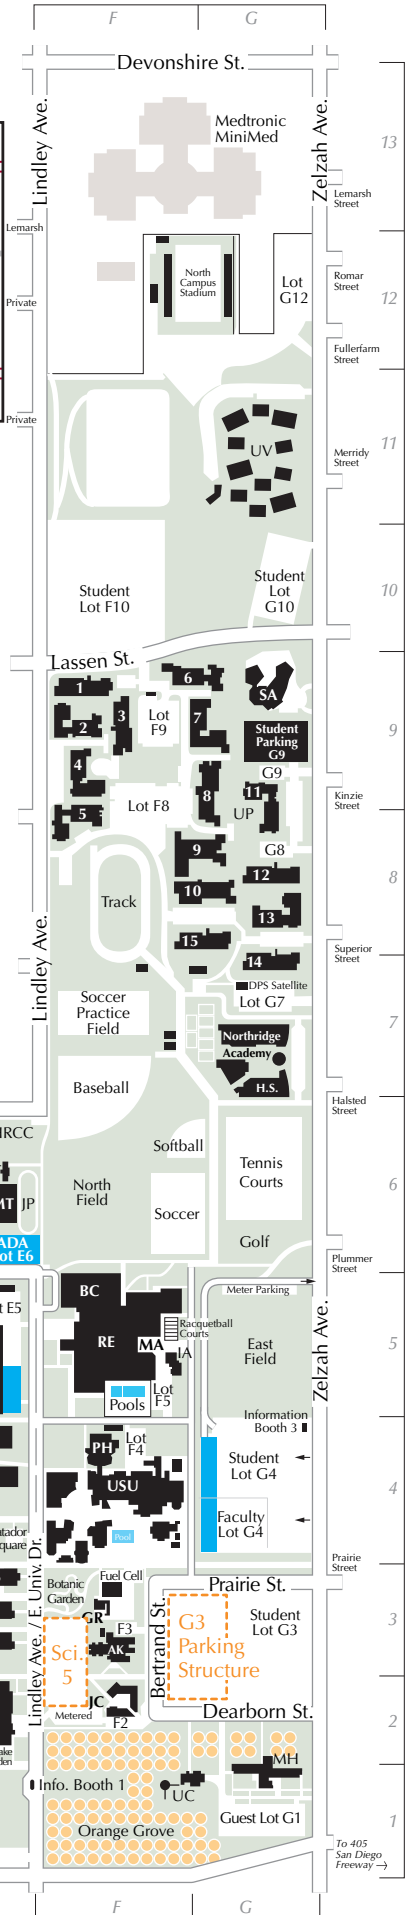 F
G
Devonshire St.
Lindley Ave.
Zelzah Ave.
Medtronic
MiniMed
13
Lemarsh
Street
Lemarsh
North
Campus
Stadium
Lot
G12
Romar
Street
12
Private
Fullerfarm
Street
Private
11
UV
Merridy
Street
Student
Lot F10
Student
Lot
G10
10
Lassen St.
1
6
SA
2
3
Lot
F9
7
Student
Parking
G9
9
4
G9
11
Kinzie
Street
5
Lot F8
8
UP
9
G8
12
8
10
Track
13
Lindley Ave.
15
14
Superior
Street
DPS Satellite
Lot G7
Soccer
Practice
Field
7
Northridge
Academy
H.S.
Baseball
Halsted
Street
IRCC
Softball
Tennis
Courts
MT
JP
North
Field
Soccer
6
ADA
ot E6
Golf
Plummer
Street
BC
Meter Parking
t E5
RE
MA
Racquetball
Courts
IA
East
Field
Zelzah Ave.
5
Pools
Lot
F5
Information
Booth 3
PH
Lot
F4
Student
Lot G4
USU
4
Faculty
Lot G4
Pool
tador
quare
Prairie
Street
Lindley Ave. / E. Univ. Dr.
Botanic
Garden
Fuel Cell
Prairie St.
GR
F3
Bertrand St.
G3
Parking
Structure
Student
Lot G3
3
Sci.
5
AK
JC
Metered
F2
Dearborn St.
2
ake
den
MH
Info. Booth 1
UC
Guest Lot G1
Orange Grove
1
To 405
San Diego
Freeway
F
G